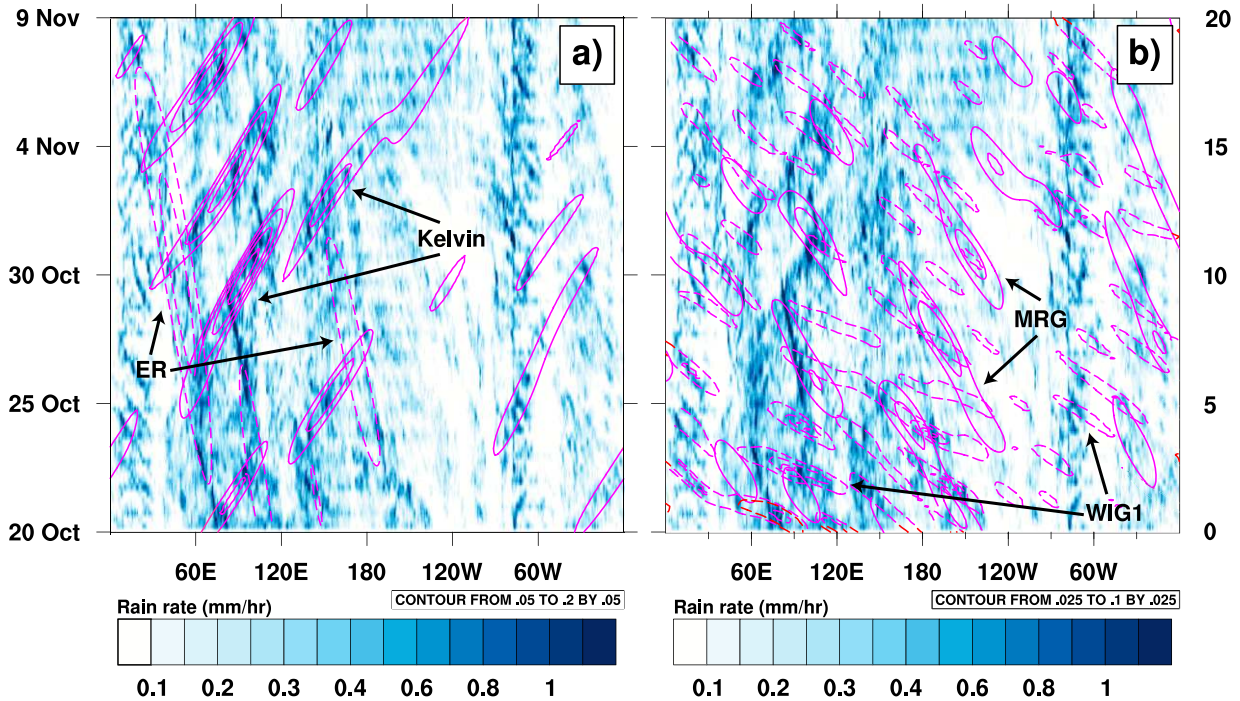 9 Nov
4 Nov
30 Oct
25 Oct
20 Oct
a)
Kelvin
ER
60E 120E 180 120W 60W
Rain rate (mm/hr)
CONTOUR FROM .05 TO .2 BY .05
0.1 0.2 0.3 0.4 0.6 0.8 1
b)
MRG
WIG1
20
15
10
5
0
60E 120E 180 120W 60W
Rain rate (mm/hr)
CONTOUR FROM .025 TO .1 BY .025
0.1 0.2 0.3 0.4 0.6 0.8 1